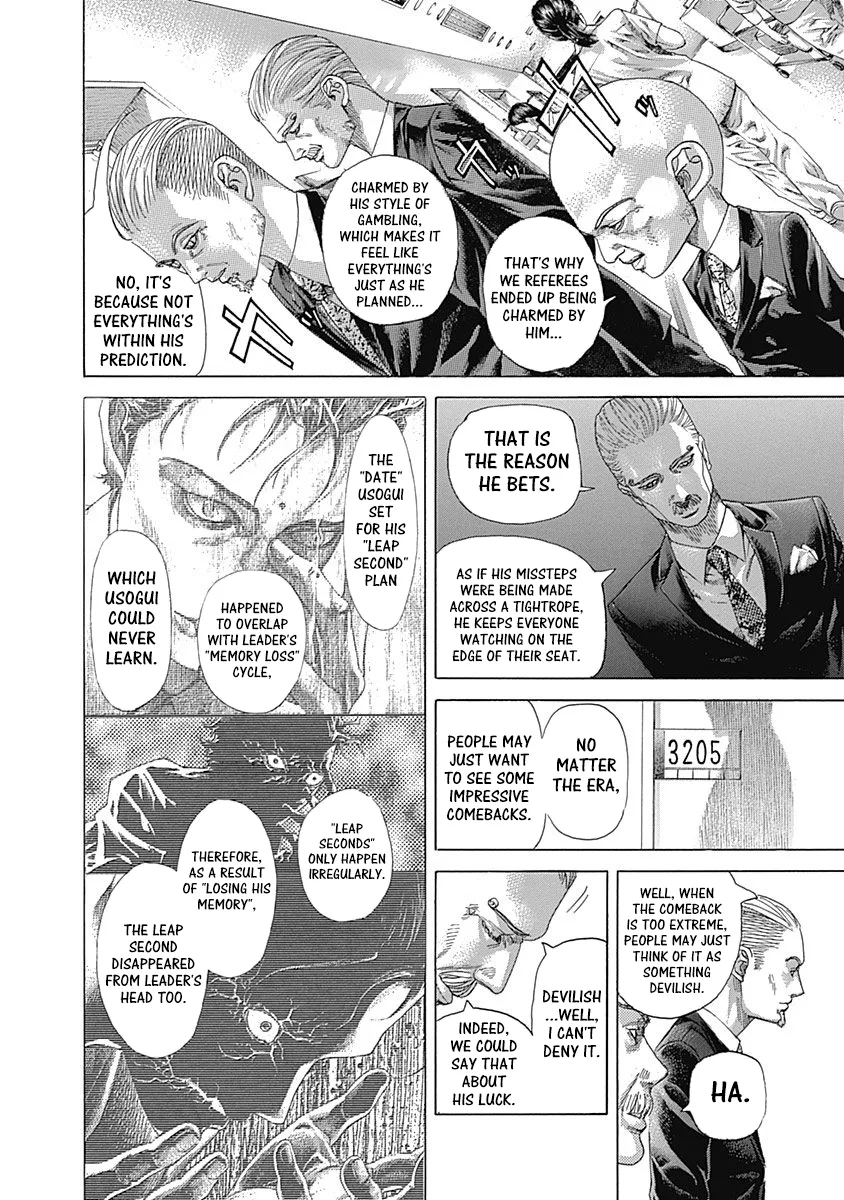 THAT'S WHY
WE REFEREES
ENDED UP BEING
CHARMED BY
HIM...
CHARMED BY
HIS STYLE OF
GAMBLING,
WHICH MAKES IT
FEEL LIKE
EVERYTHING'S
JUST AS HE
PLANNED...
NO, IT'S
BECAUSE NOT
EVERYTHING'S
WITHIN HIS
PREDICTION.
ザ
ザッ
ザッ
THAT IS
THE REASON
HE BETS.
AS IF HIS MISSTEPS
WERE BEING MADE
ACROSS A TIGHTROPE,
HE KEEPS EVERYONE
WATCHING ON THE
EDGE OF THEIR SEAT.
3205
NO
MATTER
THE ERA,
PEOPLE MAY
JUST WANT
TO SEE SOME
IMPRESSIVE
COMEBACKS.
WELL, WHEN
THE COMEBACK
IS TOO EXTREME,
PEOPLE MAY JUST
THINK OF IT AS
SOMETHING
DEVILISH.
HA.
DEVILISH
...WELL,
I CAN'T
DENY IT.
INDEED,
WE COULD
SAY THAT
ABOUT
HIS LUCK.
THE
"DATE"
USOGUI
SET
FOR HIS
"LEAP
SECOND"
PLAN
HAPPENED
TO OVERLAP
WITH LEADER'S
"MEMORY LOSS"
CYCLE,
WHICH
USOGUI
COULD
NEVER
LEARN.
"LEAP
SECONDS"
ONLY HAPPEN
IRREGULARLY.
THEREFORE,
AS A RESULT
OF "LOSING HIS
MEMORY",
THE LEAP
SECOND
DISAPPEARED
FROM LEADER'S
HEAD TOO.